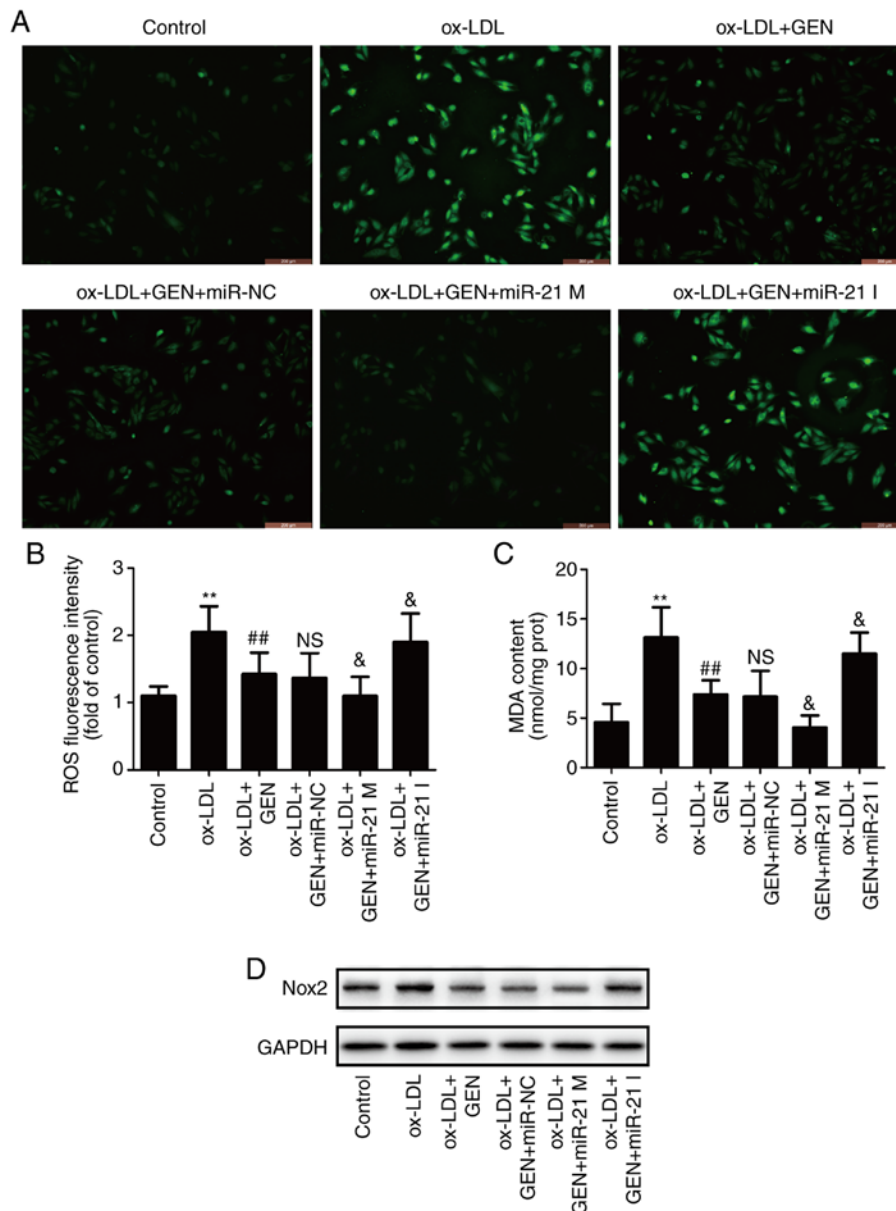 A
Control
ox-LDL
ox-LDL+GEN
ox-LDL+GEN+miR-NC
ox-LDL+GEN+miR-21 M
ox-LDL+GEN+miR-21 I
B
ROS fluorescence intensity
(fold of control)
3
2
1
0
**
##
NS
&
&
Control
ox-LDL
ox-LDL+
GEN
ox-LDL+
GEN+miR-NC
ox-LDL+
GEN+miR-21 M
ox-LDL+
GEN+miR-21 I
C
MDA content
(nmol/mg prot)
20
15
10
5
0
**
##
NS
&
&
Control
ox-LDL
ox-LDL+
GEN
ox-LDL+
GEN+miR-NC
ox-LDL+
GEN+miR-21 M
ox-LDL+
GEN+miR-21 I
D
Nox2
GAPDH
Control
ox-LDL
ox-LDL+
GEN
ox-LDL+
GEN+miR-NC
ox-LDL+
GEN+miR-21 M
ox-LDL+
GEN+miR-21 I